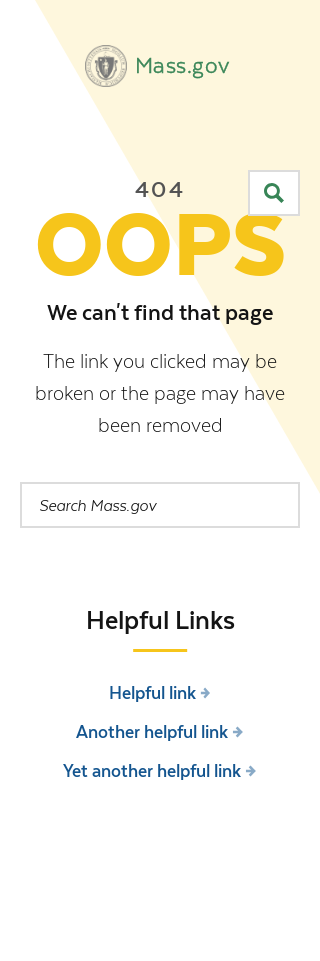 Mass.gov
404
OOPS
We can't find that page
The link you clicked may be
broken or the page may have
been removed
Search Mass.gov
Helpful Links
Helpful link
Another helpful link
Yet another helpful link